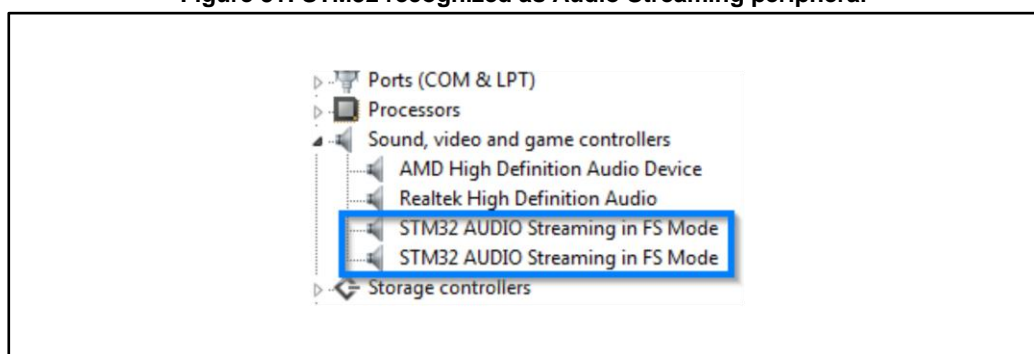 Ports (COM & LPT)
Processors
Sound, video and game controllers
AMD High Definition Audio Device
Realtek High Definition Audio
STM32 AUDIO Streaming in FS Mode
STM32 AUDIO Streaming in FS Mode
Storage controllers